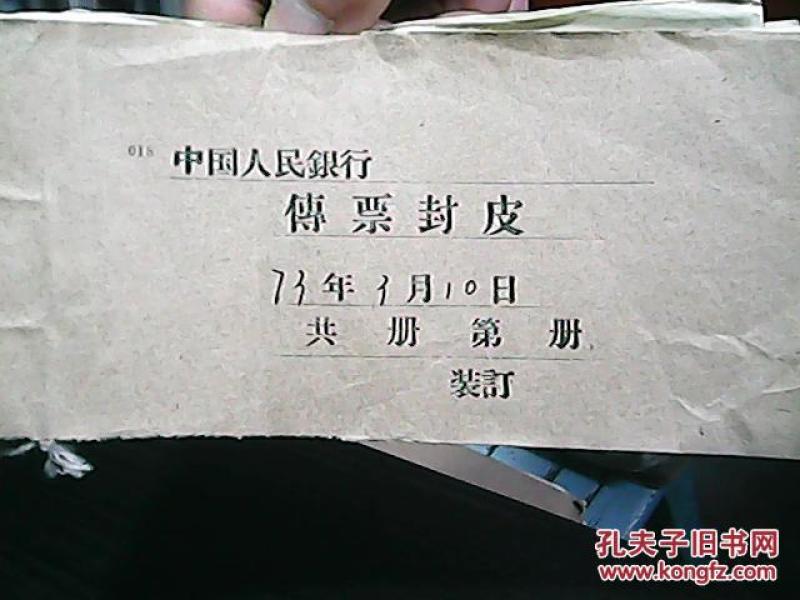 018 中国人民銀行
傳票封皮
73年3月10日
共 册 第 册
装訂
孔夫子旧书网
www.kongfz.com